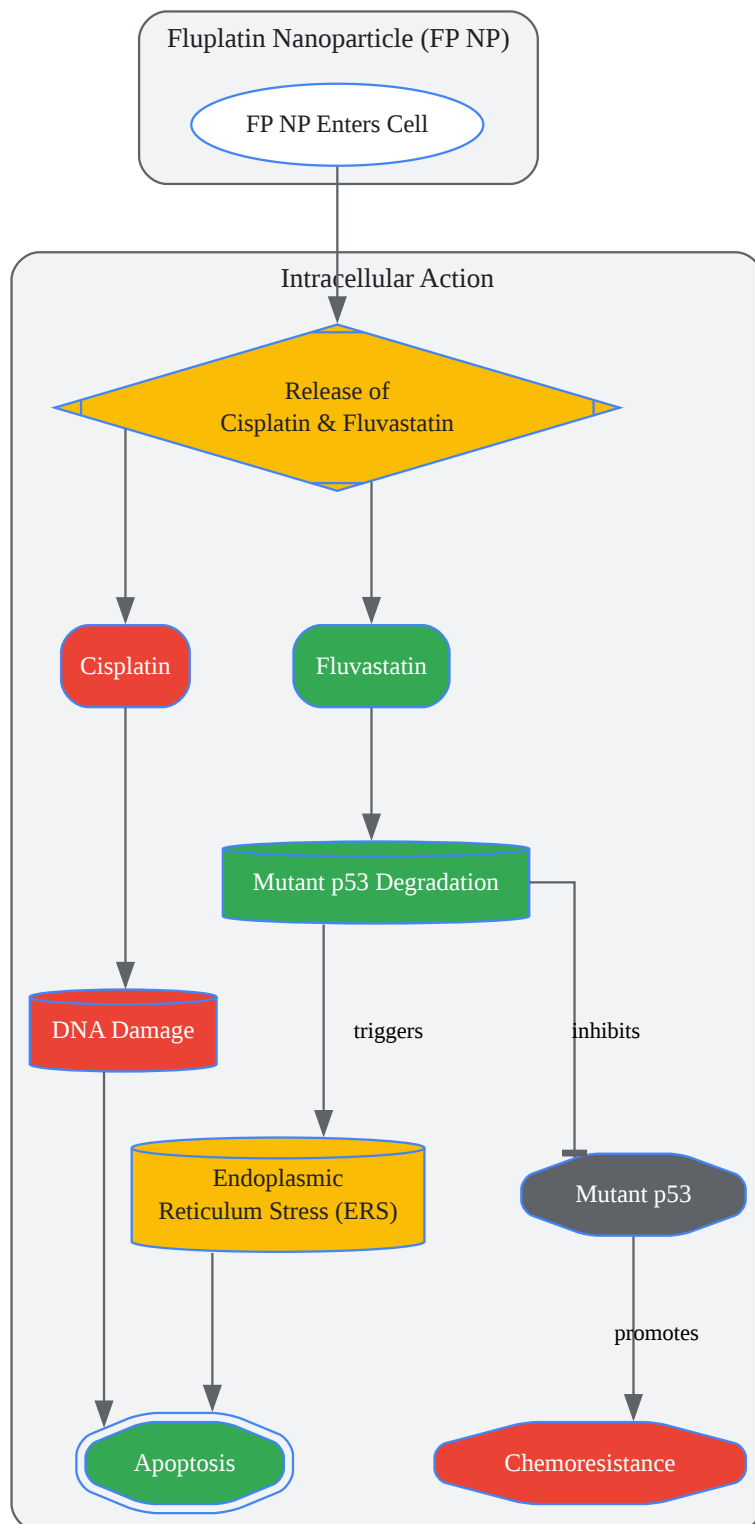 Fluplatin Nanoparticle (FP NP)
FP NP Enters Cell
Intracellular Action
Release of
Cisplatin & Fluvastatin
Cisplatin
Fluvastatin
Mutant p53 Degradation
DNA Damage
triggers
inhibits
Endoplasmic
Reticulum Stress (ERS)
Mutant p53
promotes
Apoptosis
Chemoresistance